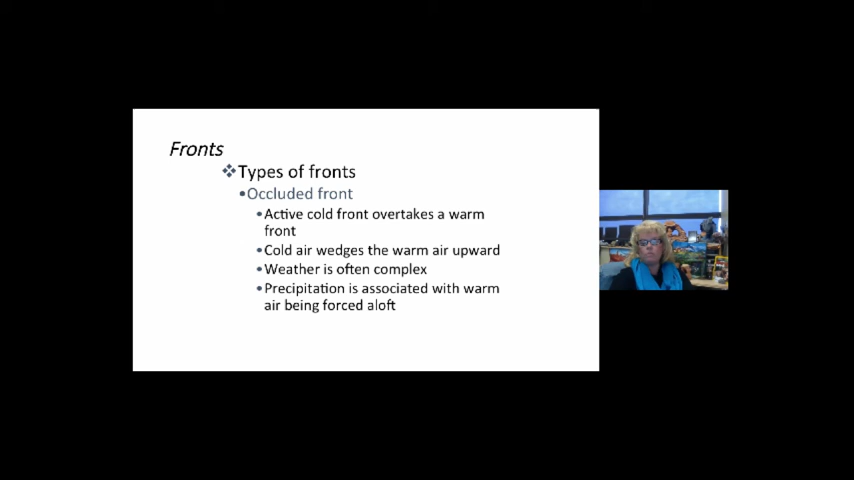 Fronts
❖Types of fronts
•Occluded front
•Active cold front overtakes a warm
front
•Cold air wedges the warm air upward
•Weather is often complex
•Precipitation is associated with warm
air being forced aloft